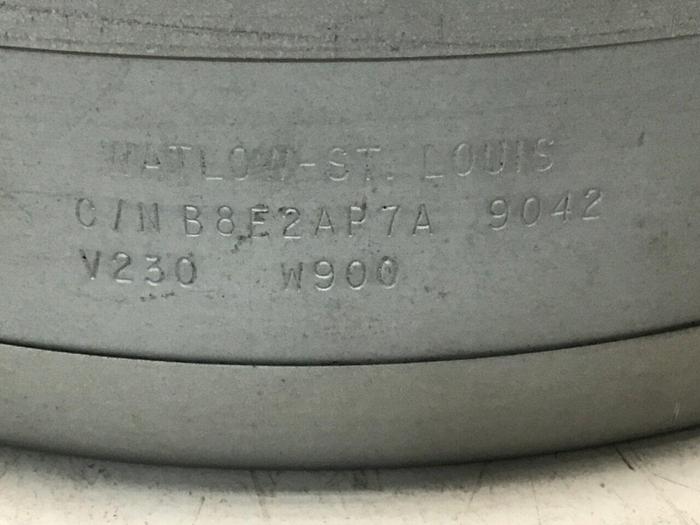 WATLOW-ST. LOUIS
C/N B8E2AP7A 9042
V230 W900